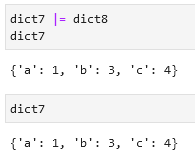 dict7 |= dict8
dict7
{'a': 1, 'b': 3, 'c': 4}
dict7
{'a': 1, 'b': 3, 'c': 4}